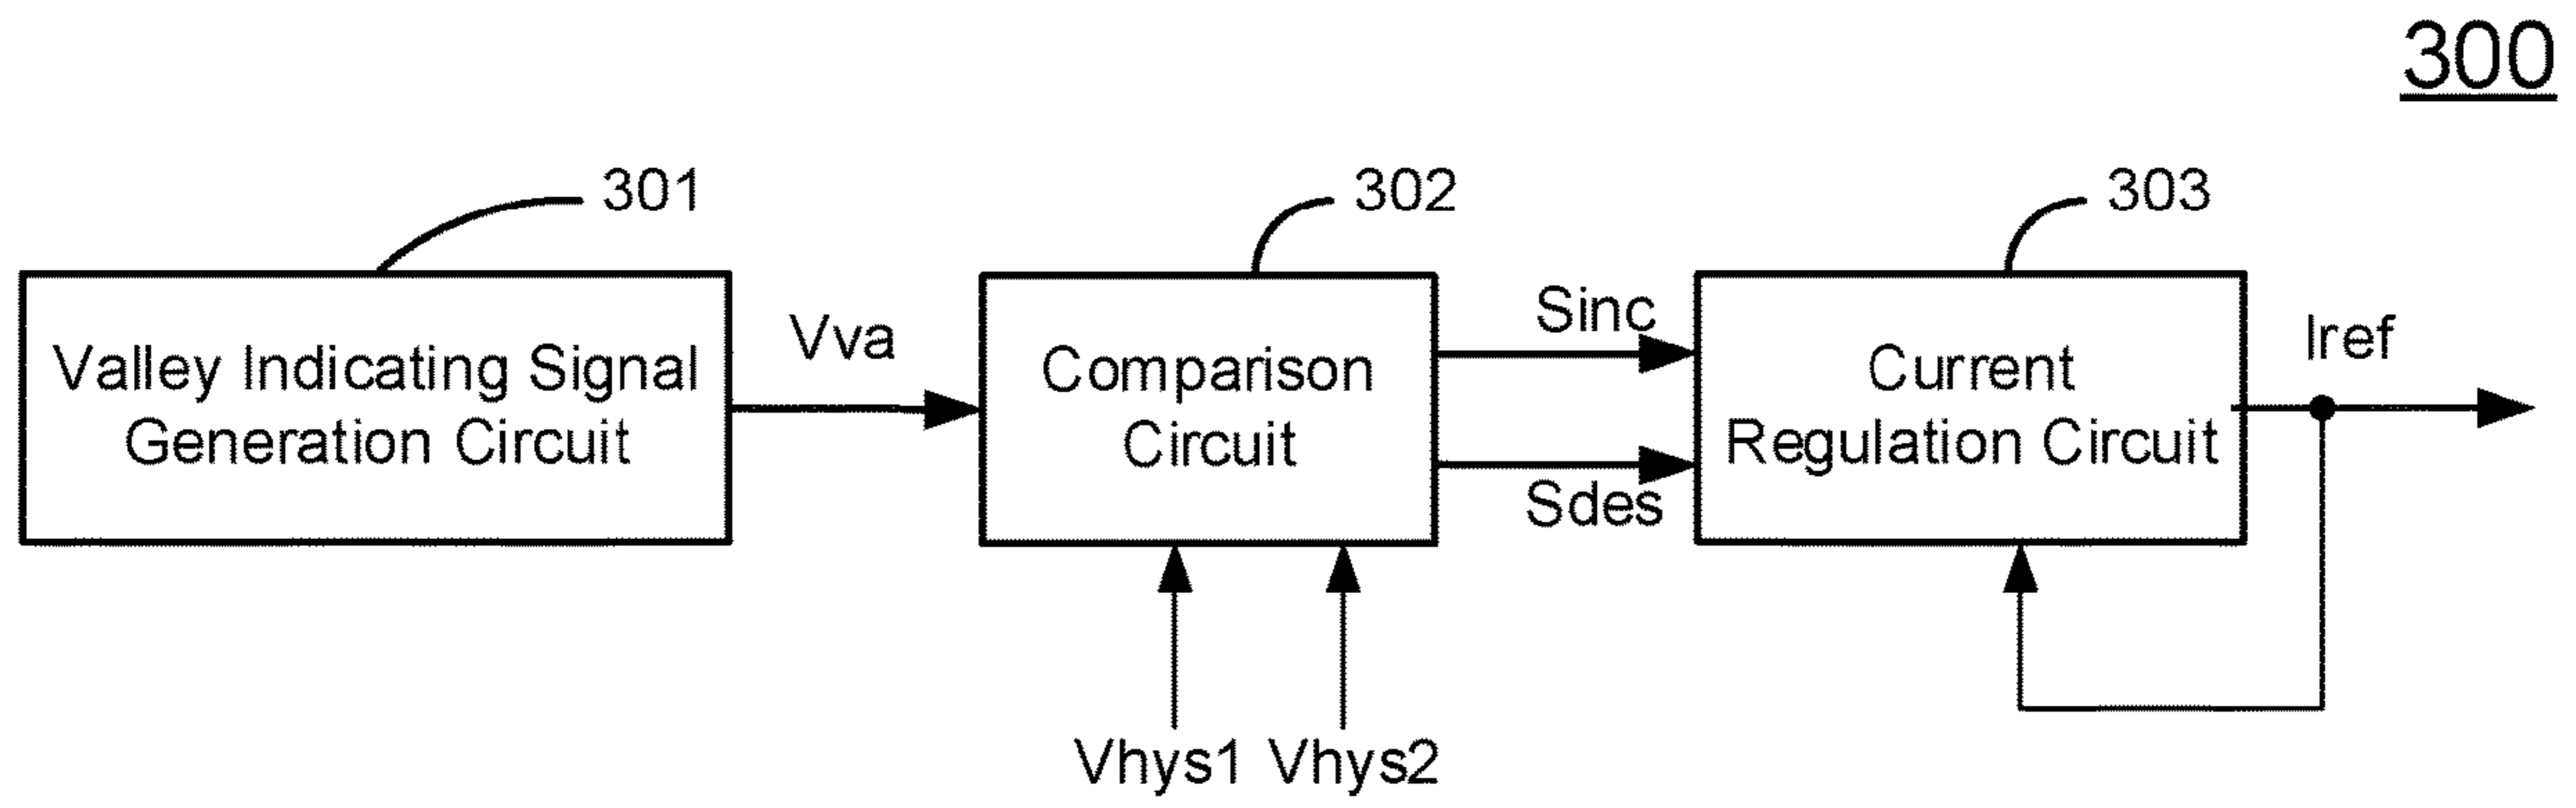 300
301
302
303
Valley Indicating Signal
Generation Circuit
Vva
Comparison
Circuit
Sinc
Sdes
Current
Regulation Circuit
Iref
Vhys1
Vhys2